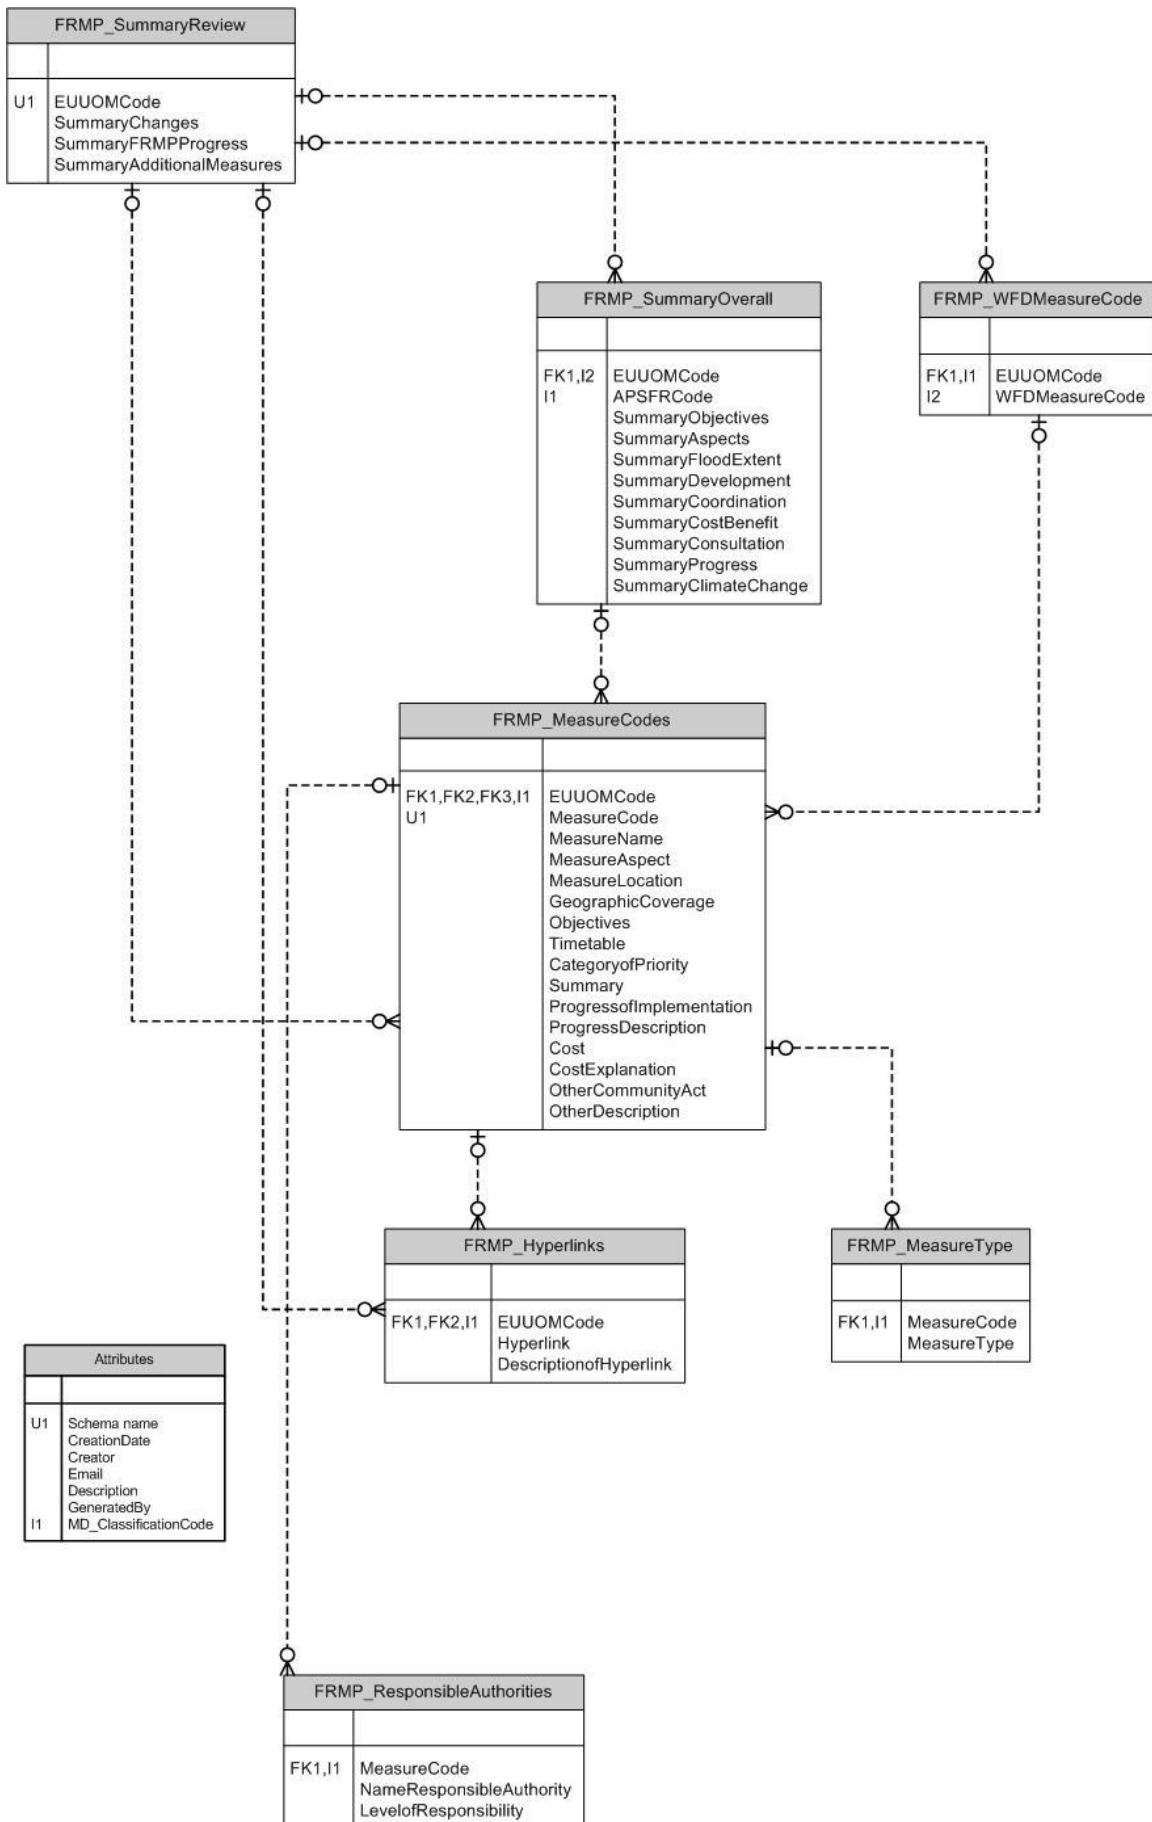 FRMP_SummaryReview
U1 EUUOMCode
SummaryChanges
SummaryFRMPProgress
SummaryAdditionalMeasures
FRMP_SummaryOverall
FK1,I2 EUUOMCode
I1 APSFRCode
SummaryObjectives
SummaryAspects
SummaryFloodExtent
SummaryDevelopment
SummaryCoordination
SummaryCostBenefit
SummaryConsultation
SummaryProgress
SummaryClimateChange
FRMP_WFDMeasureCode
FK1,I1 EUUOMCode
I2 WFDMeasureCode
FRMP_MeasureCodes
FK1,FK2,FK3,I1 EUUOMCode
U1 MeasureCode
MeasureName
MeasureAspect
MeasureLocation
GeographicCoverage
Objectives
Timetable
CategoryofPriority
Summary
ProgressofImplementation
ProgressDescription
Cost
CostExplanation
OtherCommunityAct
OtherDescription
FRMP_Hyperlinks
FK1,FK2,I1 EUUOMCode
Hyperlink
DescriptionofHyperlink
FRMP_MeasureType
FK1,I1 MeasureCode
MeasureType
Attributes
U1 Schema name
CreationDate
Creator
Email
Description
GeneratedBy
I1 MD_ClassificationCode
FRMP_ResponsibleAuthorities
FK1,I1 MeasureCode
NameResponsibleAuthority
LevelofResponsibility